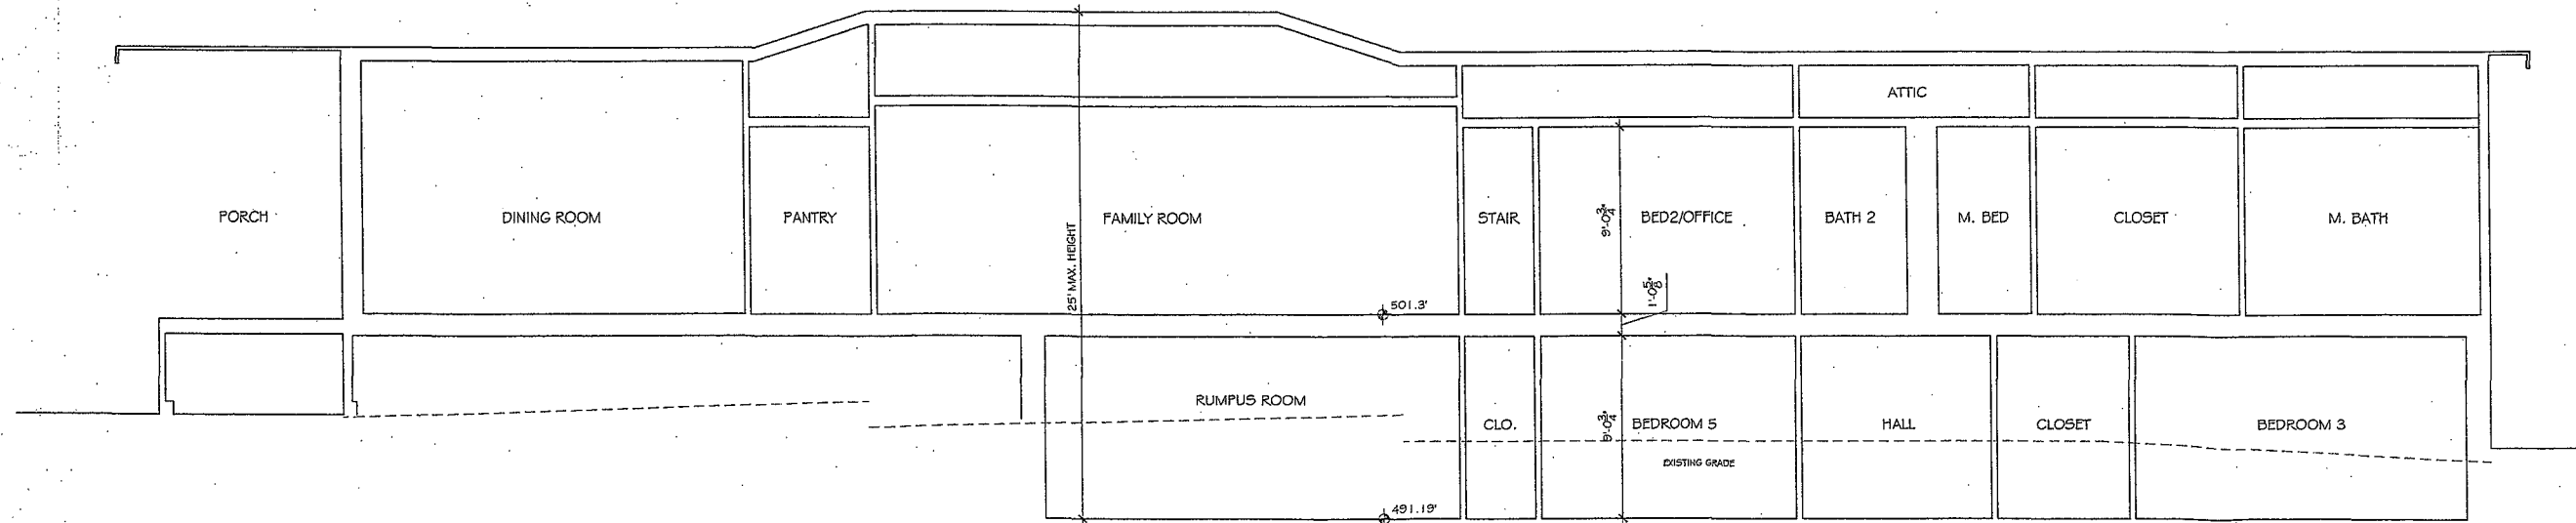 ATTIC
PORCH
DINING ROOM
PANTRY
FAMILY ROOM
STAIR
BED2/OFFICE
BATH 2
M. BED
CLOSET
M. BATH
25' MAX. HEIGHT
9'-0¾"
1'-0⅝"
501.3'
RUMPUS ROOM
CLO.
9'-0¾"
BEDROOM 5
HALL
CLOSET
BEDROOM 3
EXISTING GRADE
491.19'